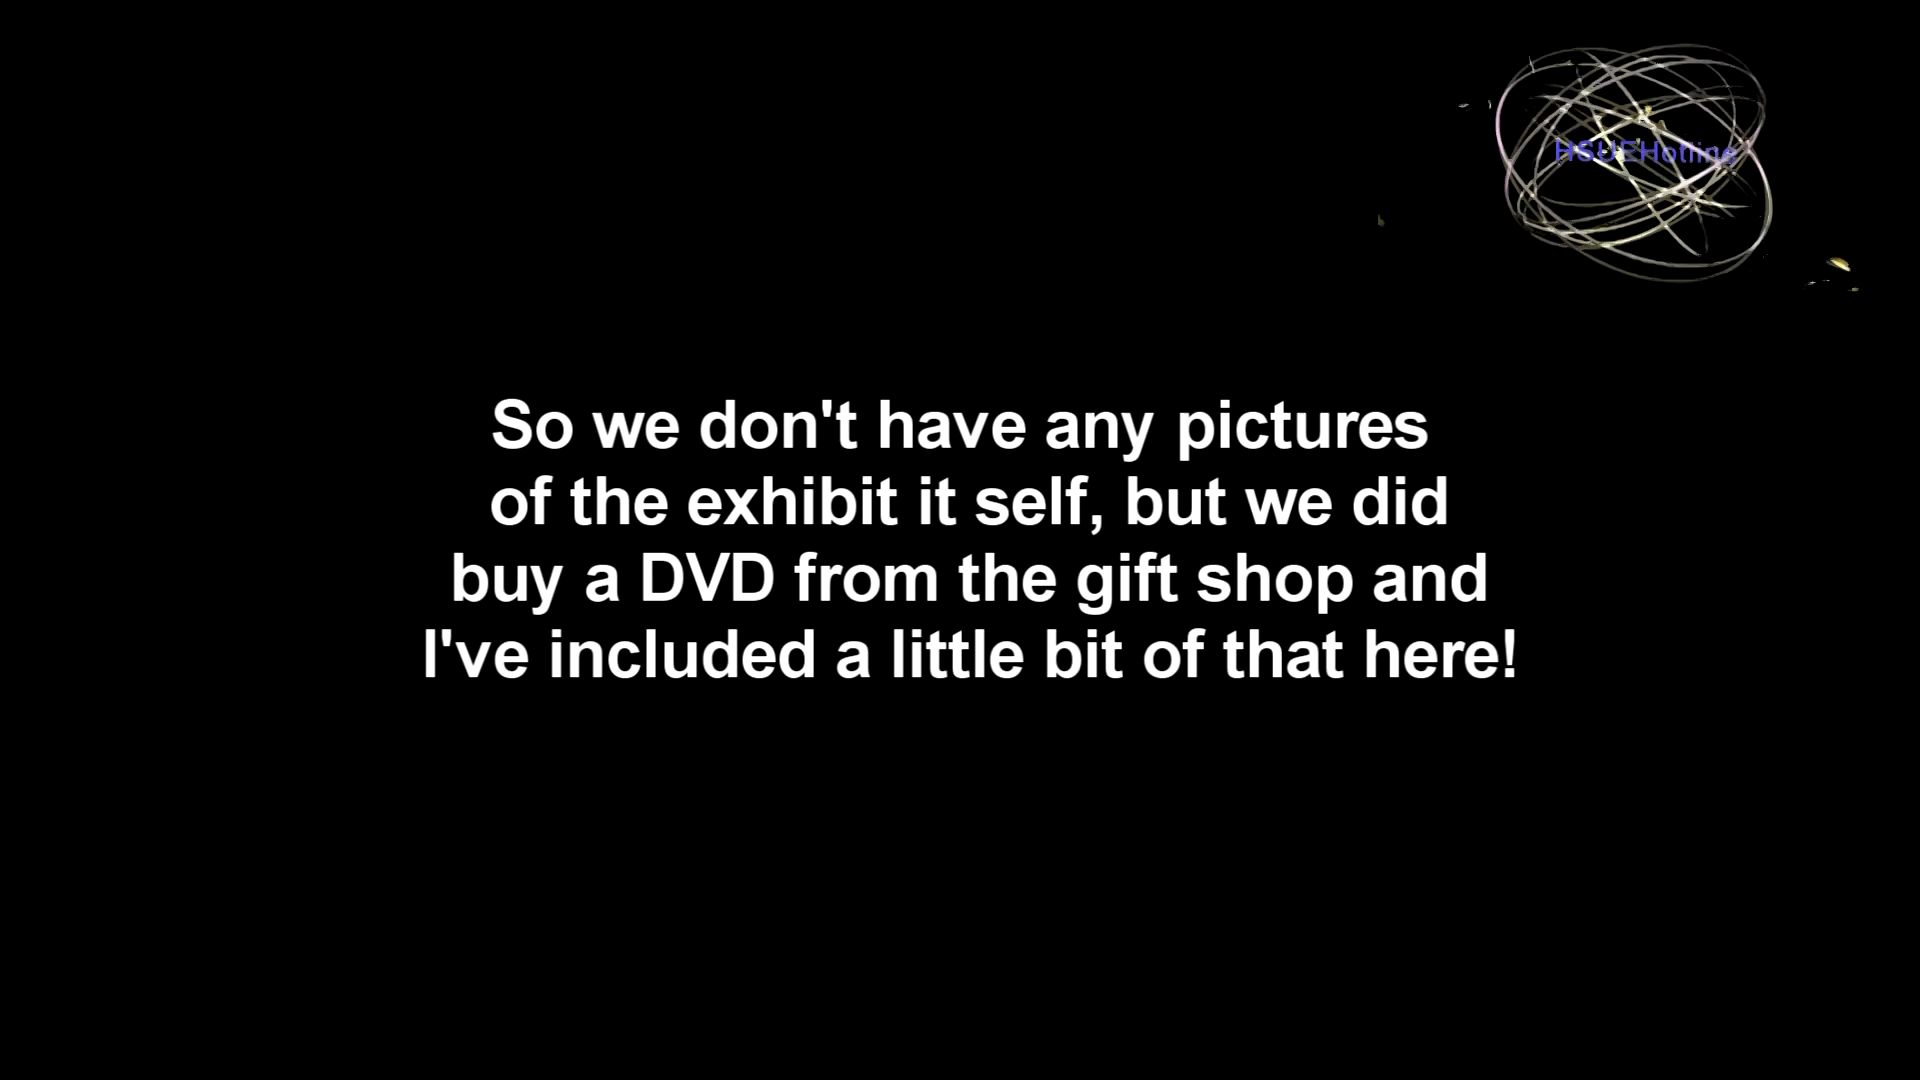 HSUEHotline
So we don't have any pictures
of the exhibit it self, but we did
buy a DVD from the gift shop and
I've included a little bit of that here!